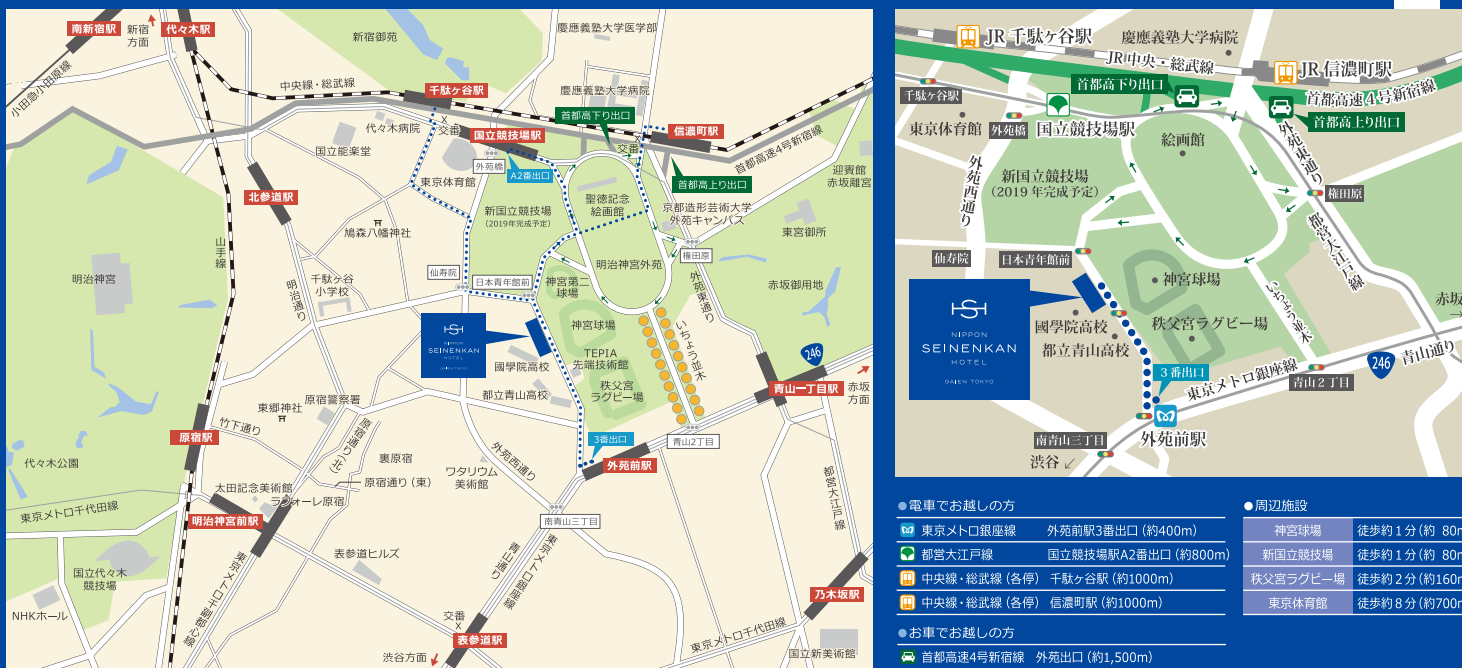 南新宿駅
新宿
方面
代々木駅
小田急小田原線
新宿御苑
慶應義塾大学医学部
中央線・総武線
千駄ヶ谷駅
慶應義塾大学病院
代々木病院
交番
国立競技場駅
首都高下り出口
信濃町駅
交番
首都高速4号新宿線
国立能楽堂
外苑橋
A2番出口
東京体育館
首都高上り出口
迎賓館
赤坂離宮
北参道駅
新国立競技場
(2019年完成予定)
聖徳記念
絵画館
京都造形芸術大学
外苑キャンパス
鳩森八幡神社
東宮御所
山手線
権田原
明治神宮
千駄ヶ谷
小学校
仙寿院
日本青年館前
明治神宮外苑
明治通り
神宮第二
球場
外苑東通り
赤坂御用地
NIPPON
SEINENKAN
HOTEL
GAIEN TOKYO
神宮球場
いちょう並木
國學院高校
TEPIA
先端技術館
246
都立青山高校
秩父宮
ラグビー場
青山一丁目駅
赤坂
方面
東郷神社
原宿警察署
竹下通り
原宿通り(北)
原宿駅
3番出口
青山2丁目
外苑前駅
代々木公園
裏原宿
外苑西通り
ワタリウム
美術館
原宿通り(東)
太田記念美術館
ラフォーレ原宿
都営大江戸線
東京メトロ千代田線
明治神宮前駅
南青山三丁目
表参道ヒルズ
青山通り
東京メトロ銀座線
国立代々木
競技場
東京メトロ千副都心線
NHKホール
乃木坂駅
交番
表参道駅
渋谷方面
東京メトロ千代田線
国立新美術館
JR 千駄ヶ谷駅
慶應義塾大学病院
JR 中央・総武線
JR 信濃町駅
首都高下り出口
首都高速4号新宿線
千駄ヶ谷駅
首都高上り出口
東京体育館
外苑橋
国立競技場駅
絵画館
外苑東通り
外苑西通り
新国立競技場
(2019年完成予定)
権田原
都営大江戸線
仙寿院
日本青年館前
神宮球場
NIPPON
SEINENKAN
HOTEL
GAIEN TOKYO
國學院高校
都立青山高校
秩父宮ラグビー場
いちょう並木
赤坂
3番出口
東京メトロ銀座線
青山2丁目
246
青山通り
外苑前駅
南青山三丁目
渋谷
●電車でお越しの方
東京メトロ銀座線 外苑前駅3番出口 (約400m)
都営大江戸線 国立競技場駅A2番出口 (約800m)
中央線・総武線 (各停) 千駄ヶ谷駅 (約1000m)
中央線・総武線 (各停) 信濃町駅 (約1000m)
●お車でお越しの方
首都高速4号新宿線 外苑出口 (約1,500m)
●周辺施設
神宮球場 徒歩約1分 (約 80m
新国立競技場 徒歩約1分 (約 80m
秩父宮ラグビー場 徒歩約2分 (約160m
東京体育館 徒歩約8分 (約700m